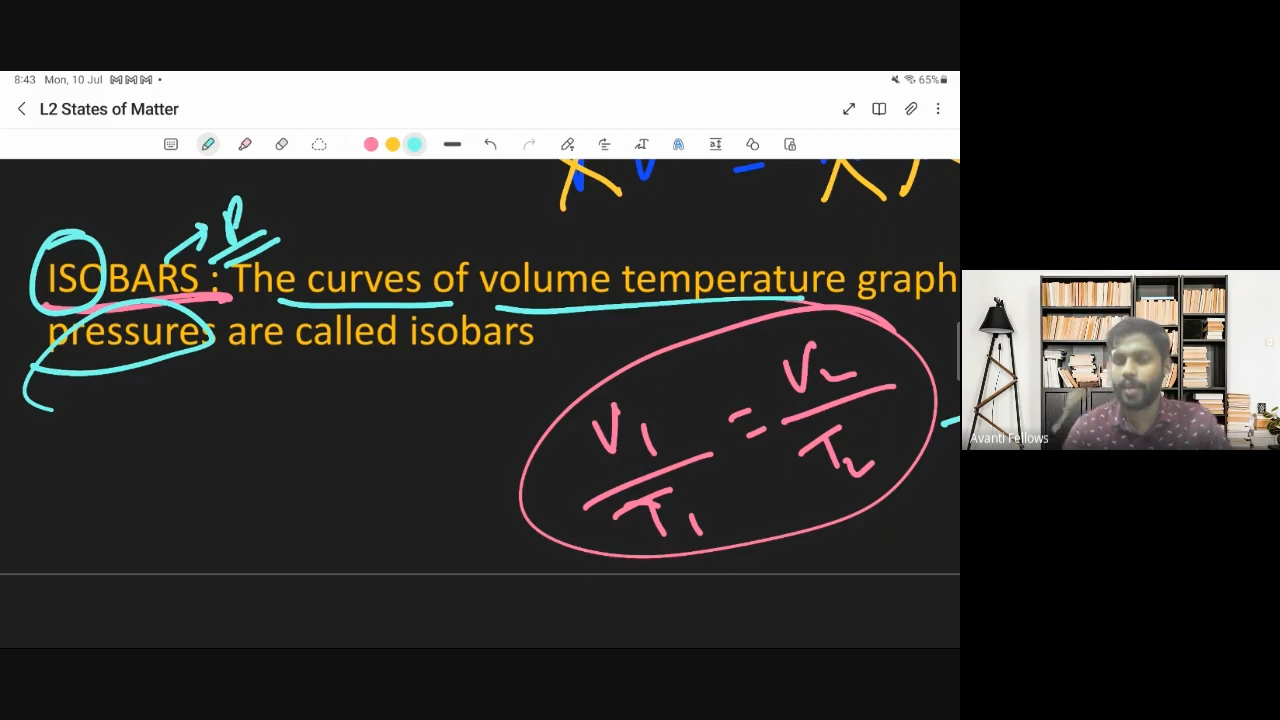 8:43 Mon, 10 Jul
65%
L2 States of Matter
P
ISOBARS : The curves of volume temperature graph
pressures are called isobars
V1/T1 = V2/T2
Avanti Fellows